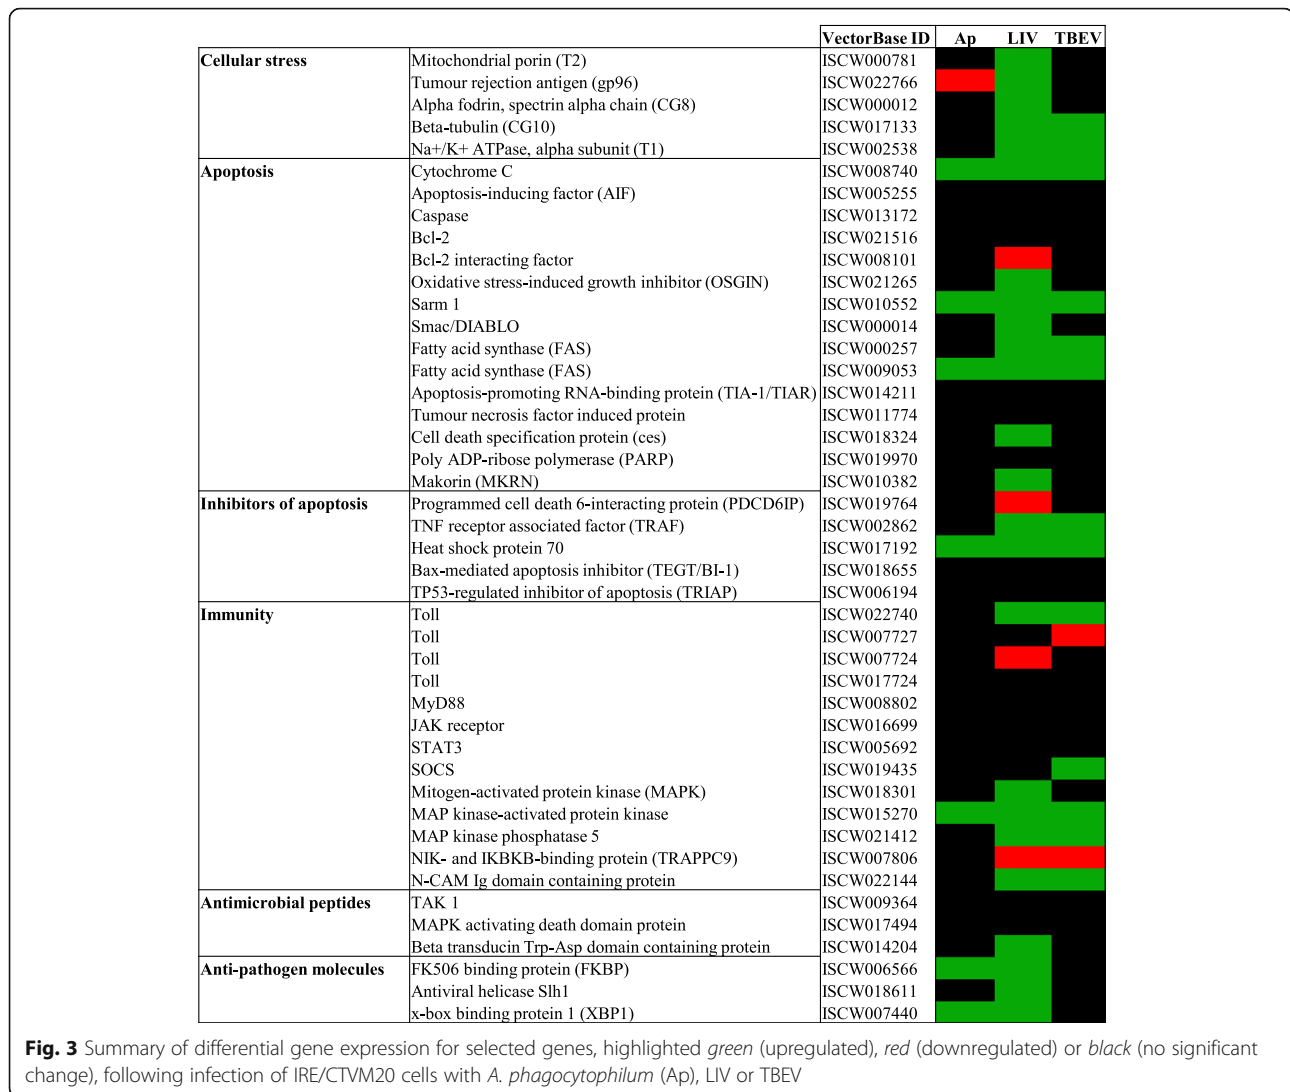 VectorBase ID Ap LIV TBEV
Cellular stress Mitochondrial porin (T2) ISCW000781
Tumour rejection antigen (gp96) ISCW022766
Alpha fodrin, spectrin alpha chain (CG8) ISCW000012
Beta-tubulin (CG10) ISCW017133
Na+/K+ ATPase, alpha subunit (T1) ISCW002538
Apoptosis Cytochrome C ISCW008740
Apoptosis-inducing factor (AIF) ISCW005255
Caspase ISCW013172
Bcl-2 ISCW021516
Bcl-2 interacting factor ISCW008101
Oxidative stress-induced growth inhibitor (OSGIN) ISCW021265
Sarm 1 ISCW010552
Smac/DIABLO ISCW000014
Fatty acid synthase (FAS) ISCW000257
Fatty acid synthase (FAS) ISCW009053
Apoptosis-promoting RNA-binding protein (TIA-1/TIAR) ISCW014211
Tumour necrosis factor induced protein ISCW011774
Cell death specification protein (ces) ISCW018324
Poly ADP-ribose polymerase (PARP) ISCW019970
Makorin (MKRN) ISCW010382
Inhibitors of apoptosis Programmed cell death 6-interacting protein (PDCD6IP) ISCW019764
TNF receptor associated factor (TRAF) ISCW002862
Heat shock protein 70 ISCW017192
Bax-mediated apoptosis inhibitor (TEGT/BI-1) ISCW018655
TP53-regulated inhibitor of apoptosis (TRIAP) ISCW006194
Immunity Toll ISCW022740
Toll ISCW007727
Toll ISCW007724
Toll ISCW017724
MyD88 ISCW008802
JAK receptor ISCW016699
STAT3 ISCW005692
SOCS ISCW019435
Mitogen-activated protein kinase (MAPK) ISCW018301
MAP kinase-activated protein kinase ISCW015270
MAP kinase phosphatase 5 ISCW021412
NIK- and IKBKB-binding protein (TRAPPC9) ISCW007806
N-CAM Ig domain containing protein ISCW022144
Antimicrobial peptides TAK 1 ISCW009364
MAPK activating death domain protein ISCW017494
Beta transducin Trp-Asp domain containing protein ISCW014204
Anti-pathogen molecules FK506 binding protein (FKBP) ISCW006566
Antiviral helicase Slh1 ISCW018611
x-box binding protein 1 (XBP1) ISCW007440
Fig. 3 Summary of differential gene expression for selected genes, highlighted green (upregulated), red (downregulated) or black (no significant
change), following infection of IRE/CTVM20 cells with A. phagocytophilum (Ap), LIV or TBEV